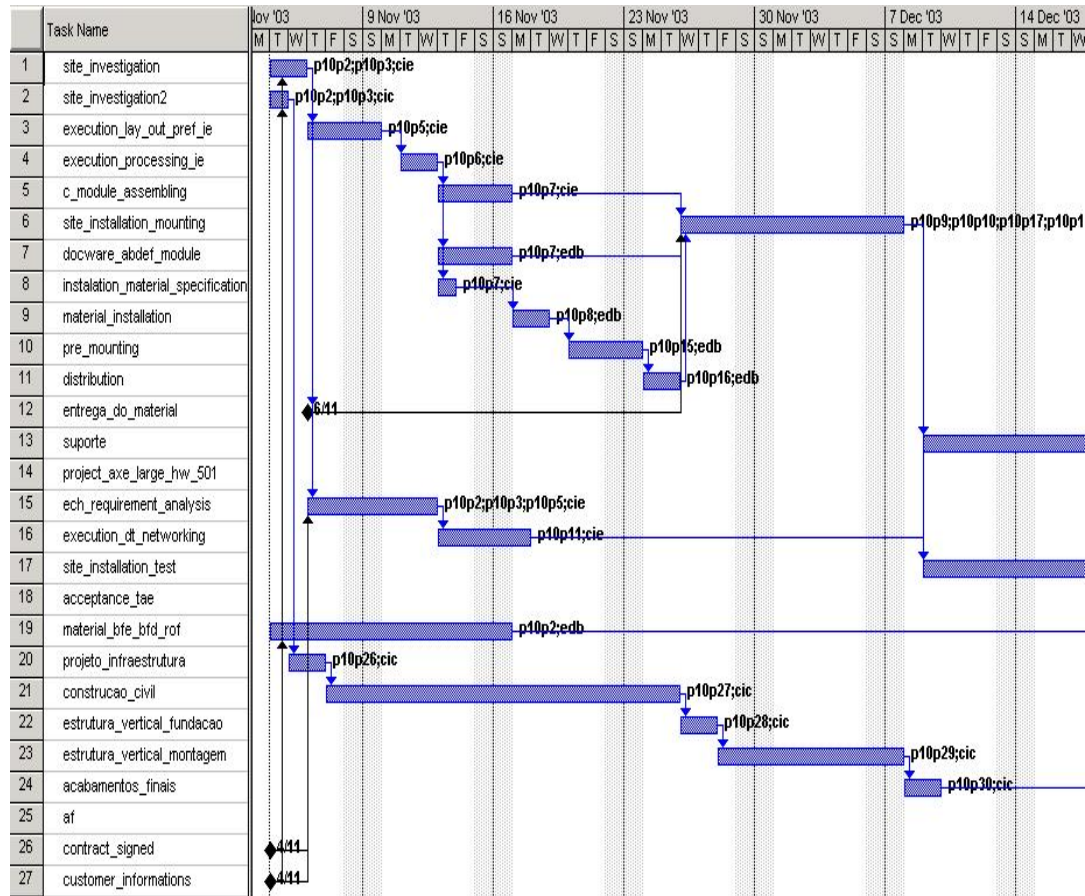 Task Name
Nov '03 9 Nov '03 16 Nov '03 23 Nov '03 30 Nov '03 7 Dec '03 14 Dec '03
M T W T F S S M T W T F S S M T W T F S S M T W T F S S M T W T F S S M T W T F S S M T W
1 site_investigation p10p2;p10p3;cie
2 site_investigation2 p10p2;p10p3;cic
3 execution_lay_out_pref_ie p10p5;cie
4 execution_processing_ie p10p6;cie
5 c_module_assembling p10p7;cie
6 site_installation_mounting p10p9;p10p10;p10p17;p10p1
7 docware_abdef_module p10p7;edb
8 instalation_material_specification p10p7;cie
9 material_installation p10p8;edb
10 pre_mounting p10p15;edb
11 distribution p10p16;edb
12 entrega_do_material 6/11
13 suporte
14 project_axe_large_hw_501
15 ech_requirement_analysis p10p2;p10p3;p10p5;cie
16 execution_dt_networking p10p11;cie
17 site_installation_test
18 acceptance_tae
19 material_bfe_bfd_rof p10p2;edb
20 projeto_infraestrutura p10p26;cic
21 construcao_civil p10p27;cic
22 estrutura_vertical_fundacao p10p28;cic
23 estrutura_vertical_montagem p10p29;cic
24 acabamentos_finais p10p30;cic
25 af
26 contract_signed 4/11
27 customer_informations 4/11